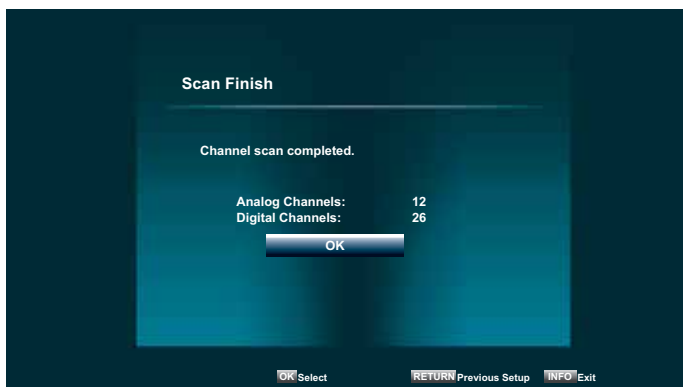 Scan Finish
Channel scan completed.
Analog Channels: 12
Digital Channels: 26
OK
OK Select RETURN Previous Setup INFO Exit